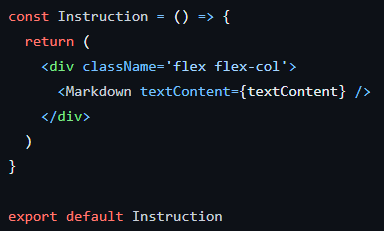 const Instruction = () => {
  return (
    <div className='flex flex-col'>
      <Markdown textContent={textContent} />
    </div>
  )
}

export default Instruction